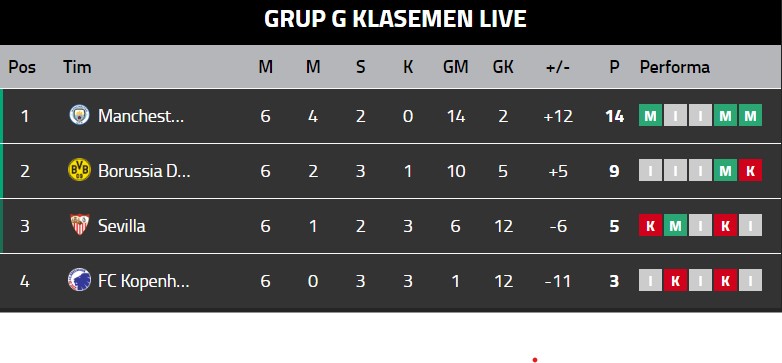 GRUP G KLASEMEN LIVE
Pos Tim M M S K GM GK +/- P Performa
1 Manchest... 6 4 2 0 14 2 +12 14 M I I M M
2 BVB 09 Borussia D... 6 2 3 1 10 5 +5 9 I I I M K
3 Sevilla 6 1 2 3 6 12 -6 5 K M I K I
4 FC Kopenh... 6 0 3 3 1 12 -11 3 I K I K I